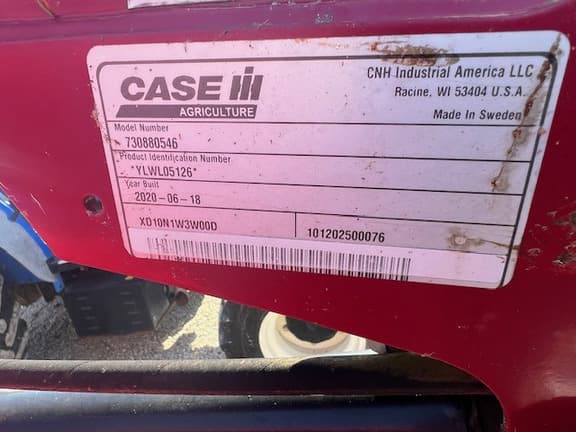 CASE IH
AGRICULTURE
CNH Industrial America LLC
Racine, WI 53404 U.S.A.
Made in Sweden
Model Number
730880546
Product Identification Number
*YLWL05126*
Year Built
2020-06-18
XD10N1W3W00D
101202500076